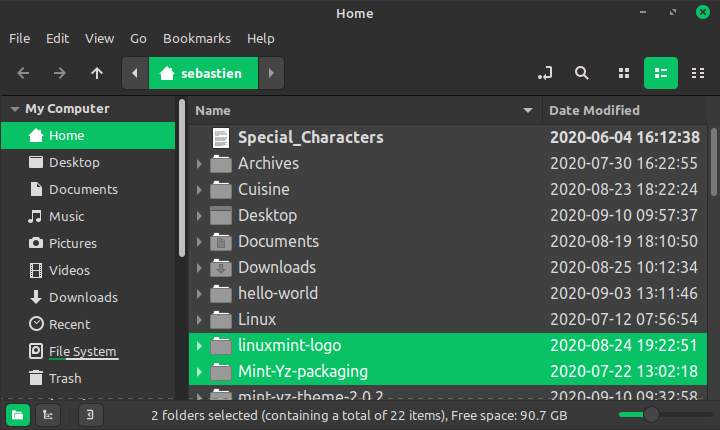 Home
File Edit View Go Bookmarks Help
sebastien
My Computer
Home
Desktop
Documents
Music
Pictures
Videos
Downloads
Recent
File System
Trash
Name Date Modified
Special_Characters 2020-06-04 16:12:38
Archives 2020-07-30 16:22:55
Cuisine 2020-08-23 18:22:24
Desktop 2020-09-10 09:57:37
Documents 2020-08-19 18:10:50
Downloads 2020-08-25 10:12:34
hello-world 2020-09-03 13:11:46
Linux 2020-07-12 07:56:54
linuxmint-logo 2020-08-24 19:22:51
Mint-Yz-packaging 2020-07-22 13:02:18
mint-yz-theme-2.0.2 2020-09-10 09:32:58
2 folders selected (containing a total of 22 items), Free space: 90.7 GB